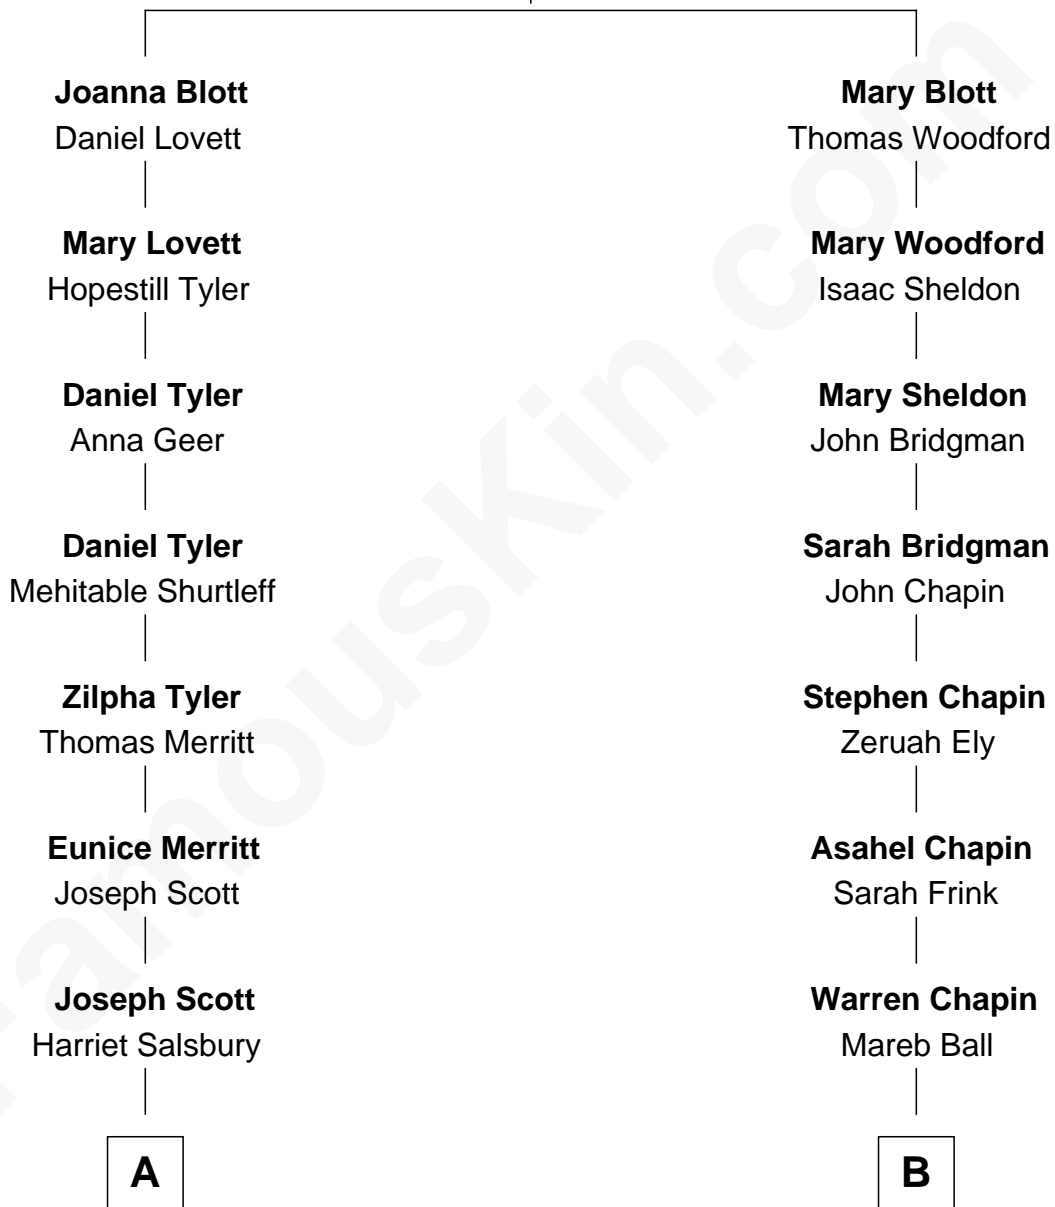 Joanna Blott
Daniel Lovett
Mary Lovett
Hopestill Tyler
Daniel Tyler
Anna Geer
Daniel Tyler
Mehitable Shurtleff
Zilpha Tyler
Thomas Merritt
Eunice Merritt
Joseph Scott
Joseph Scott
Harriet Salsbury
A
Mary Blott
Thomas Woodford
Mary Woodford
Isaac Sheldon
Mary Sheldon
John Bridgman
Sarah Bridgman
John Chapin
Stephen Chapin
Zeruah Ely
Asahel Chapin
Sarah Frink
Warren Chapin
Mareb Ball
B
FamousKin.com